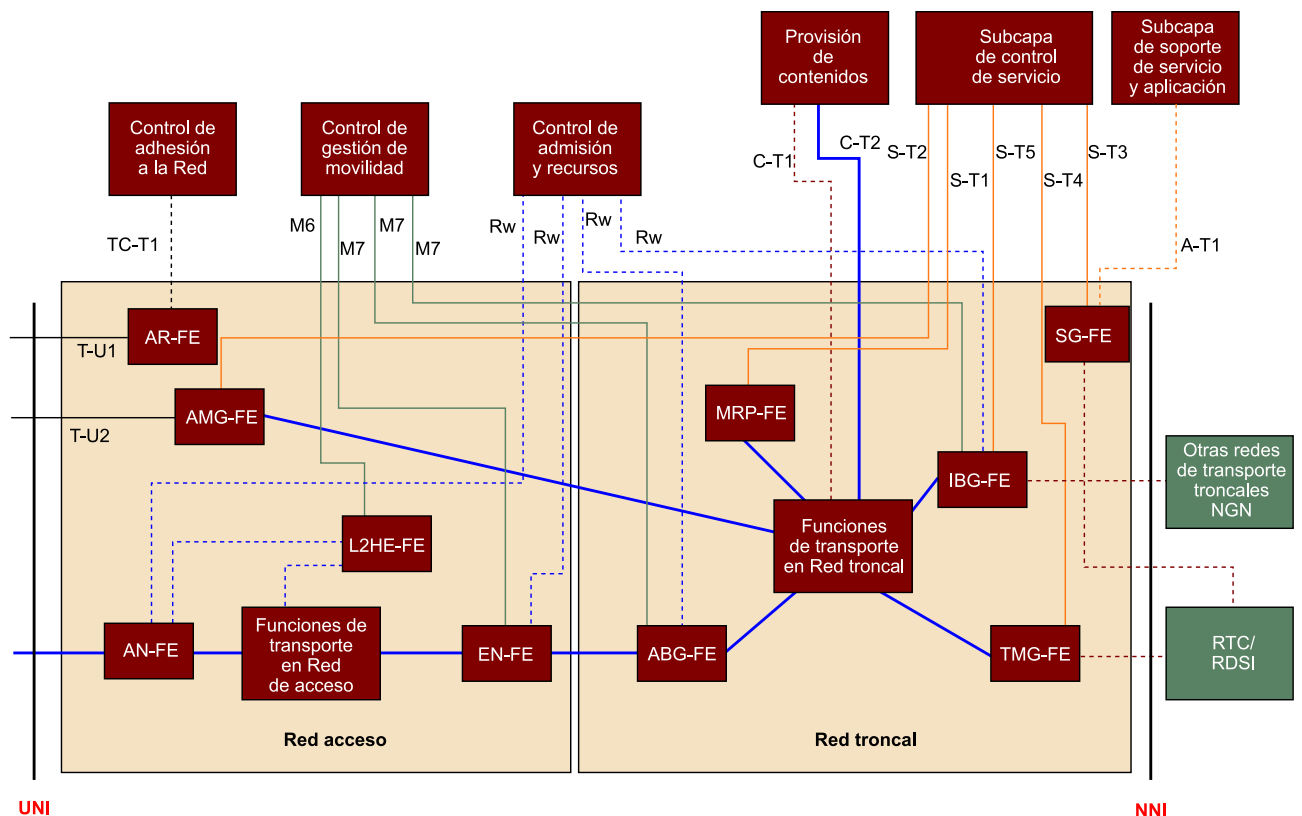 Provisión
de
contenidos
Subcapa
de control
de servicio
Subcapa
de soporte
de servicio
y aplicación
Control de
adhesión
a la Red
Control de
gestión de
movilidad
Control de
admisión
y recursos
TC-T1
M6
M7
M7
M7
Rw
Rw
Rw
C-T1
C-T2
S-T2
S-T1
S-T5
S-T4
S-T3
A-T1
AR-FE
T-U1
AMG-FE
T-U2
SG-FE
MRP-FE
IBG-FE
Otras redes
de transporte
troncales
NGN
L2HE-FE
Funciones
de transporte
en Red troncal
AN-FE
Funciones de
transporte
en Red
de acceso
EN-FE
ABG-FE
TMG-FE
RTC/
RDSI
Red acceso
Red troncal
UNI
NNI